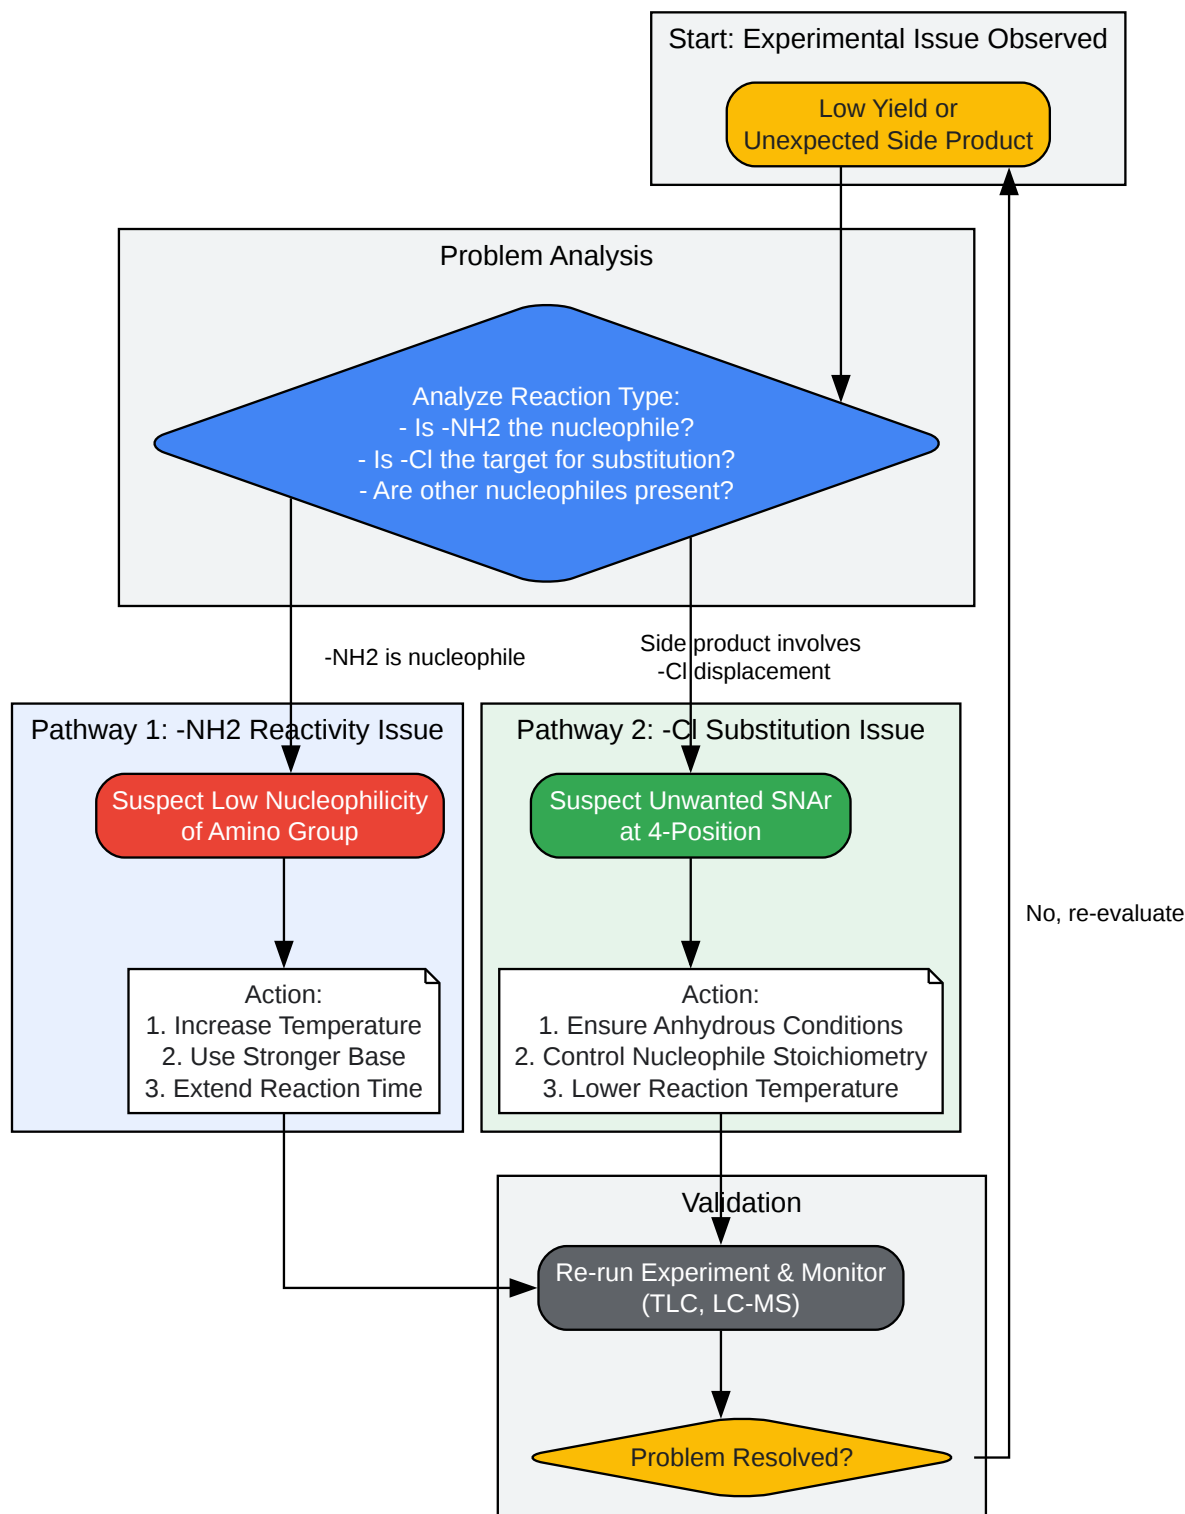 Start: Experimental Issue Observed
Low Yield or
Unexpected Side Product
Problem Analysis
Analyze Reaction Type:
- Is -NH2 the nucleophile?
- Is -Cl the target for substitution?
- Are other nucleophiles present?
-NH2 is nucleophile
Side product involves
-Cl displacement
Pathway 1: -NH2 Reactivity Issue
Suspect Low Nucleophilicity
of Amino Group
Action:
1. Increase Temperature
2. Use Stronger Base
3. Extend Reaction Time
Pathway 2: -Cl Substitution Issue
Suspect Unwanted SNAr
at 4-Position
Action:
1. Ensure Anhydrous Conditions
2. Control Nucleophile Stoichiometry
3. Lower Reaction Temperature
No, re-evaluate
Validation
Re-run Experiment & Monitor
(TLC, LC-MS)
Problem Resolved?